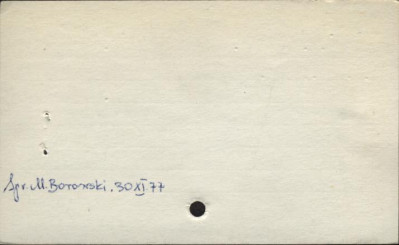 Spr. M. Borowski. 30 XI 77